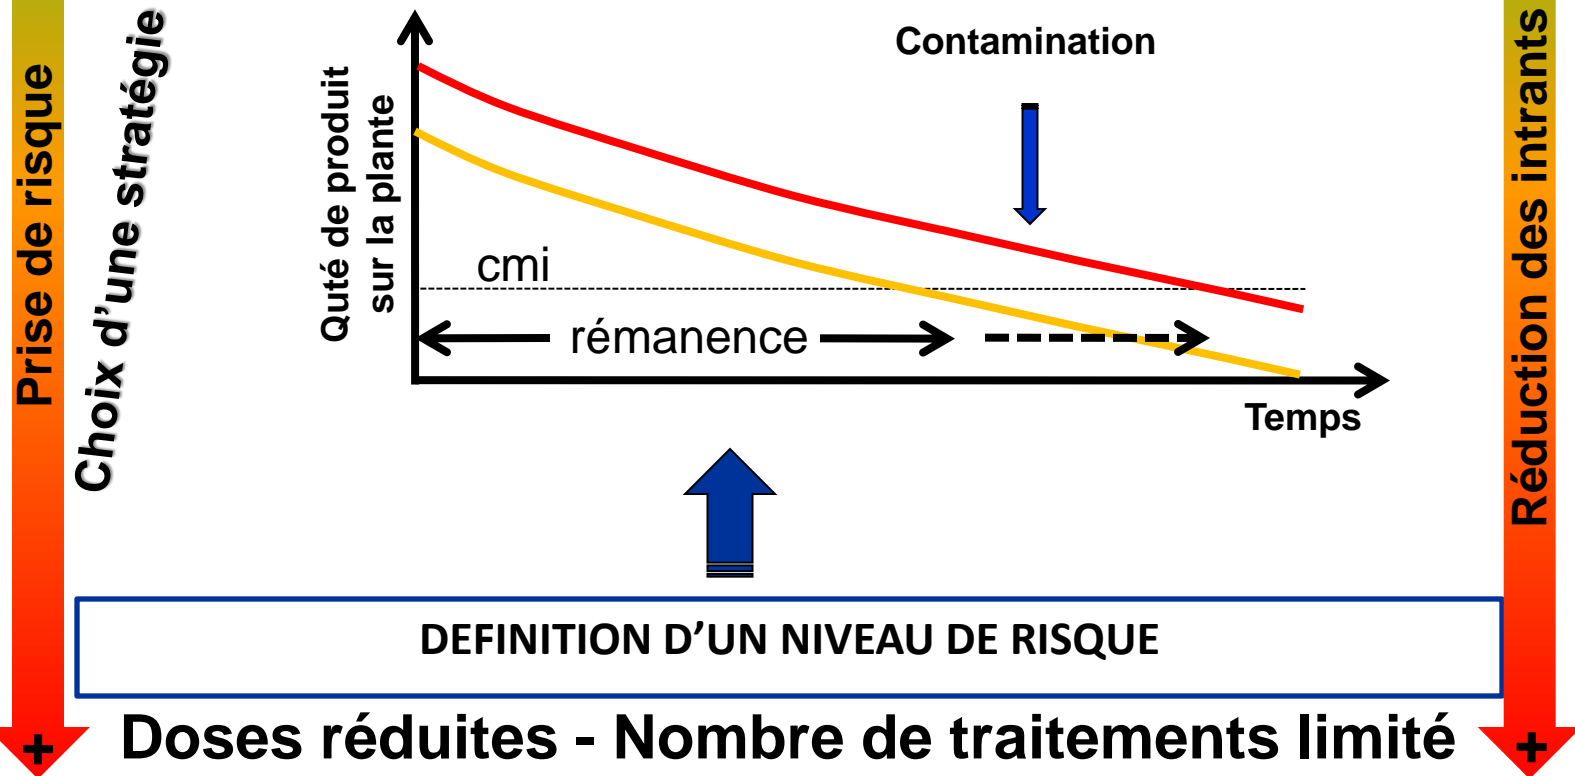 Prise de risque
Choix d'une stratégie
Quté de produit
sur la plante
Contamination
cmi
rémanence
Temps
Réduction des intrants
DEFINITION D’UN NIVEAU DE RISQUE
+
Doses réduites - Nombre de traitements limité
+